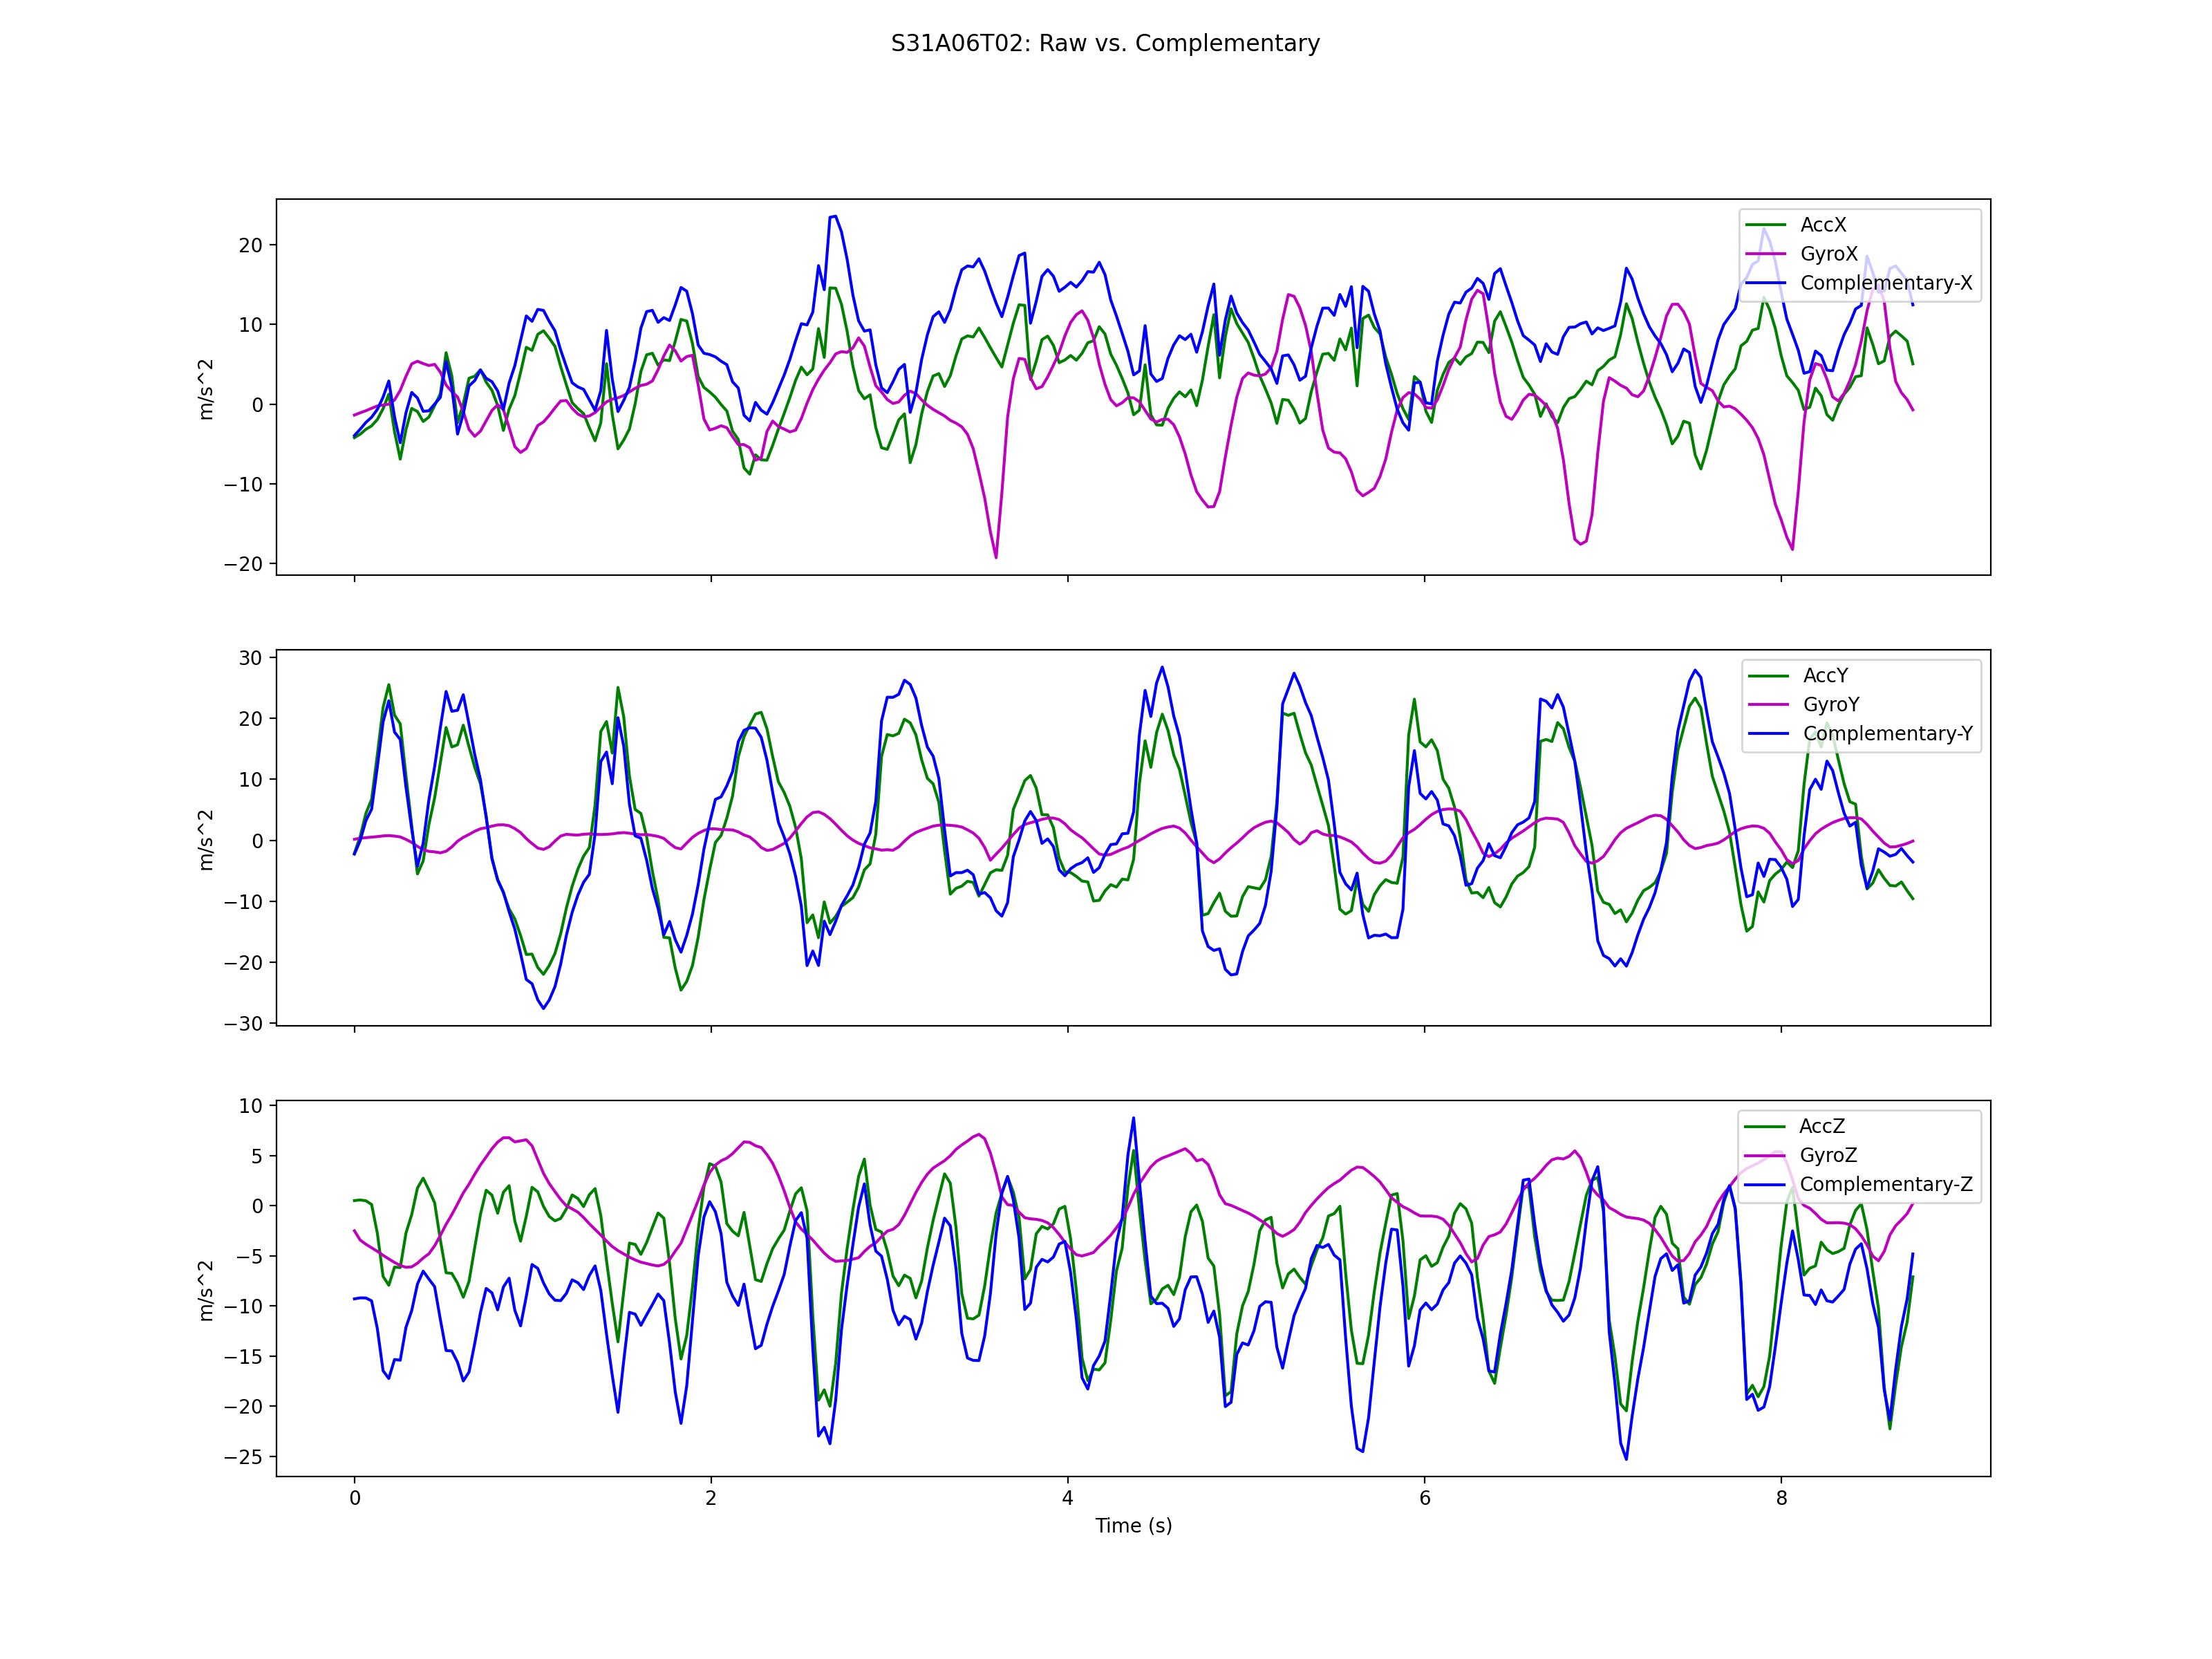 S31A06T02: Raw vs. Complementary
20
10
0
−10
−20
m/s^2
AccX
GyroX
Complementary-X
30
20
10
0
−10
−20
−30
m/s^2
AccY
GyroY
Complementary-Y
10
5
0
−5
−10
−15
−20
−25
m/s^2
AccZ
GyroZ
Complementary-Z
0 2 4 6 8
Time (s)